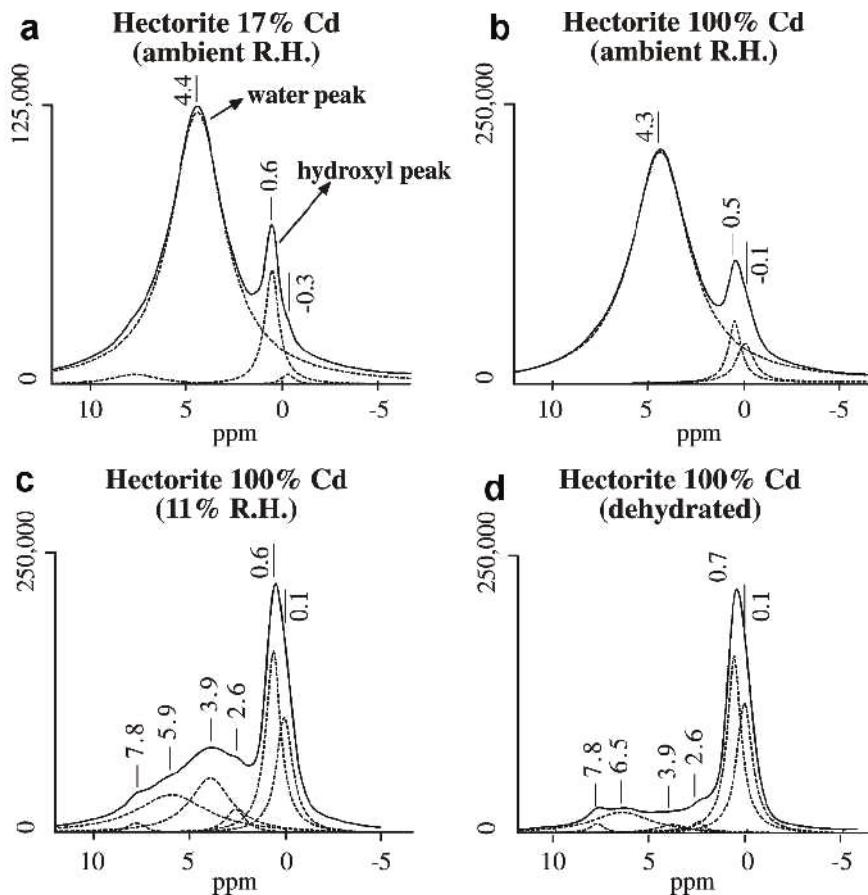 a
Hectorite 17% Cd
(ambient R.H.)
125,000
0
4.4
water peak
hydroxyl peak
0.6
-0.3
10 5 0 -5
ppm
b
Hectorite 100% Cd
(ambient R.H.)
250,000
0
4.3
0.5
-0.1
10 5 0 -5
ppm
c
Hectorite 100% Cd
(11% R.H.)
250,000
0
7.8
5.9
3.9
2.6
0.6
0.1
10 5 0 -5
ppm
d
Hectorite 100% Cd
(dehydrated)
250,000
0
7.8
6.5
3.9
2.6
0.7
0.1
10 5 0 -5
ppm